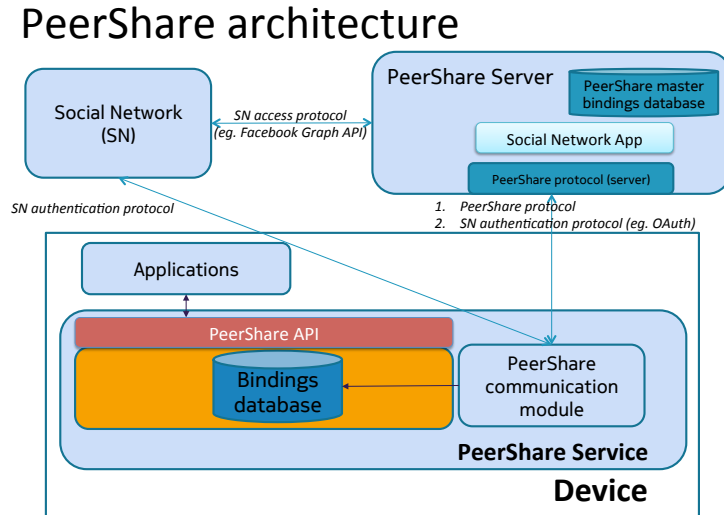 PeerShare architecture
PeerShare Server
PeerShare master
bindings database
Social Network
(SN)
SN access protocol
(eg. Facebook Graph API)
Social Network App
PeerShare protocol (server)
SN authentication protocol
1. PeerShare protocol
2. SN authentication protocol (eg. OAuth)
Applications
PeerShare API
Bindings
database
PeerShare
communication
module
PeerShare Service
Device